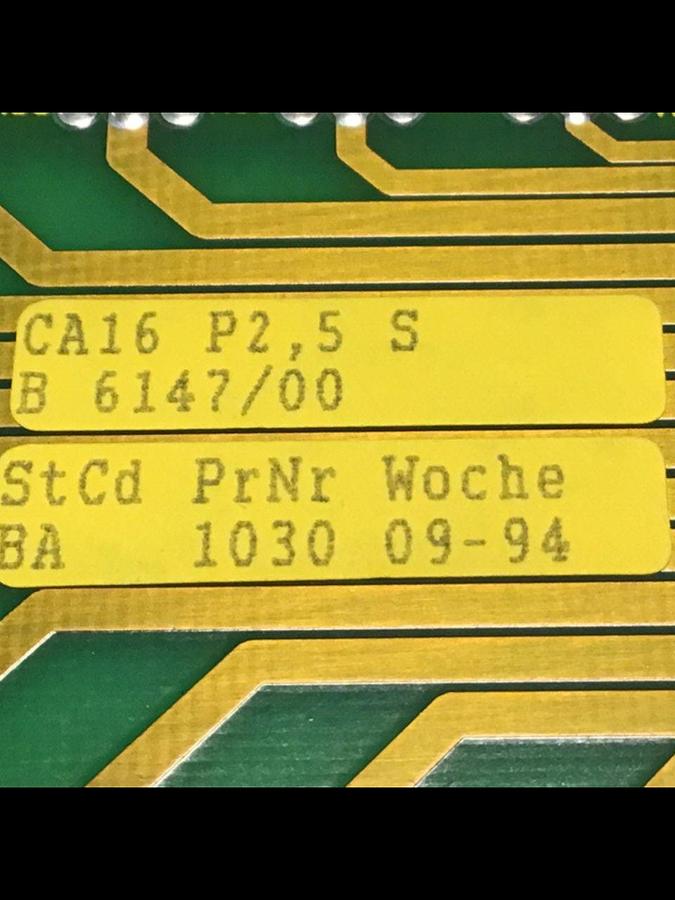 CA16 P2,5 S
B 6147/00
StCd PrNr Woche
BA 1030 09-94